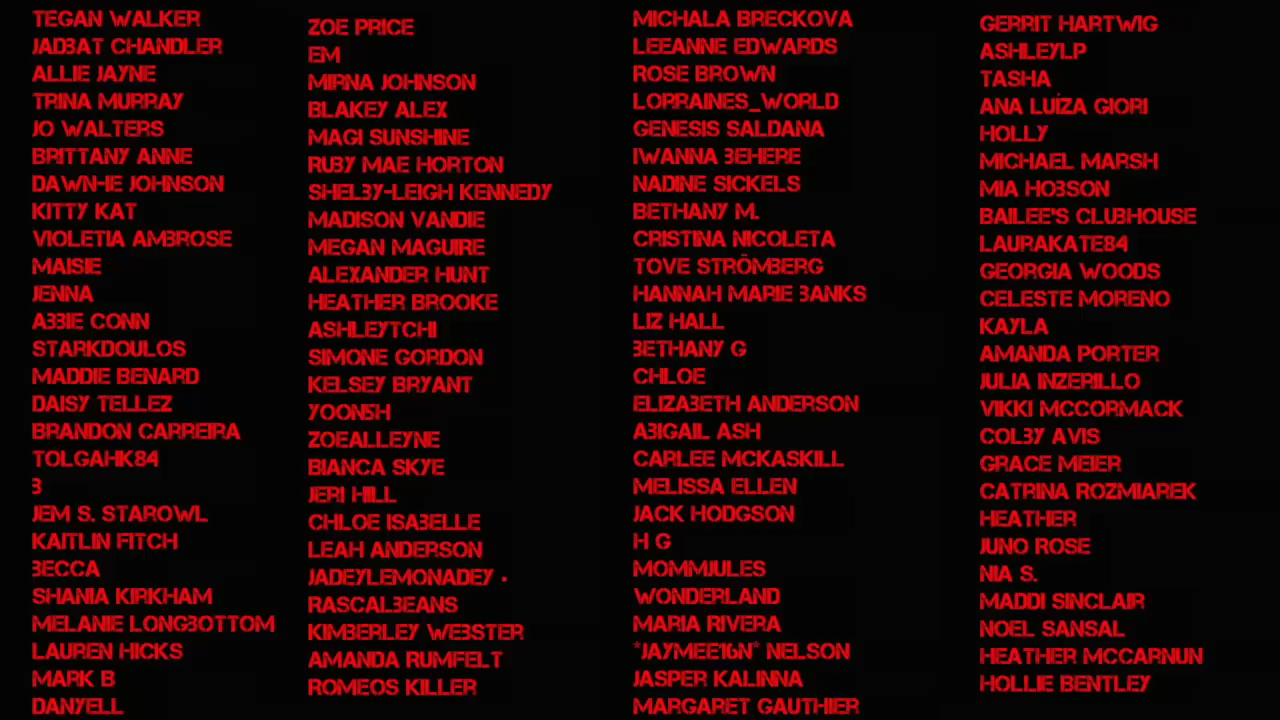 TEGAN WALKER
JADBAT CHANDLER
ALLIE JAYNE
TRINA MURRAY
JO WALTERS
BRITTANY ANNE
DAWN-IE JOHNSON
KITTY KAT
VIOLETIA AMBROSE
MAISIE
JENNA
ABBIE CONN
STARKDOULOS
MADDIE BENARD
DAISY TELLEZ
BRANDON CARREIRA
TOLGAHK84
B
JEM S. STAROWL
KAITLIN FITCH
BECCA
SHANIA KIRKHAM
MELANIE LONGBOTTOM
LAUREN HICKS
MARK B
DANYELL
ZOE PRICE
EM
MIRNA JOHNSON
BLAKEY ALEX
MAGI SUNSHINE
RUBY MAE HORTON
SHELBY-LEIGH KENNEDY
MADISON VANDIE
MEGAN MAGUIRE
ALEXANDER HUNT
HEATHER BROOKE
ASHLEYTCHI
SIMONE GORDON
KELSEY BRYANT
YOON5H
ZOEALLEYNE
BIANCA SKYE
JERI HILL
CHLOE ISABELLE
LEAH ANDERSON
JADEYLEMONADEY •
RASCALBEANS
KIMBERLEY WEBSTER
AMANDA RUMFELT
ROMEOS KILLER
MICHALA BRECKOVA
LEEANNE EDWARDS
ROSE BROWN
LORRAINES_WORLD
GENESIS SALDANA
IWANNA BEHERE
NADINE SICKELS
BETHANY M.
CRISTINA NICOLETA
TOVE STRÖMBERG
HANNAH MARIE BANKS
LIZ HALL
BETHANY G
CHLOE
ELIZABETH ANDERSON
ABIGAIL ASH
CARLEE MCKASKILL
MELISSA ELLEN
JACK HODGSON
H G
MOMMJULES
WONDERLAND
MARIA RIVERA
*JAYMEE16N* NELSON
JASPER KALINNA
MARGARET GAUTHIER
GERRIT HARTWIG
ASHLEYLP
TASHA
ANA LUÍZA GIORI
HOLLY
MICHAEL MARSH
MIA HOBSON
BAILEE'S CLUBHOUSE
LAURAKATE84
GEORGIA WOODS
CELESTE MORENO
KAYLA
AMANDA PORTER
JULIA INZERILLO
VIKKI MCCORMACK
COLBY AVIS
GRACE MEIER
CATRINA ROZMIAREK
HEATHER
JUNO ROSE
NIA S.
MADDI SINCLAIR
NOEL SANSAL
HEATHER MCCARNUN
HOLLIE BENTLEY